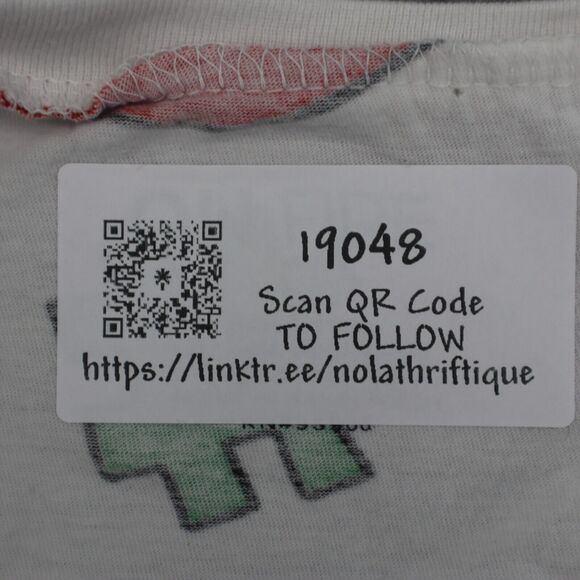 19048
Scan QR Code
TO FOLLOW
https://linktr.ee/nolathriftique